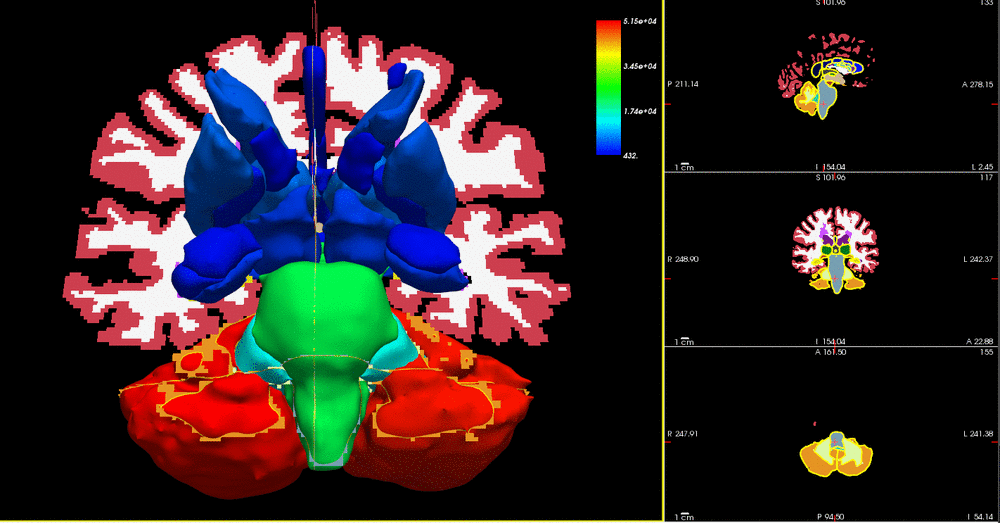 5.15e+04
3.45e+04
1.74e+04
432.
S 101.96
133
P 211.14
A 278.15
1 cm
I 154.04
L 2.45
S 101.96
117
R 248.90
L 242.37
1 cm
I 154.04
A 22.88
A 161.50
155
R 247.91
L 241.38
1 cm
P 94.50
I 54.14